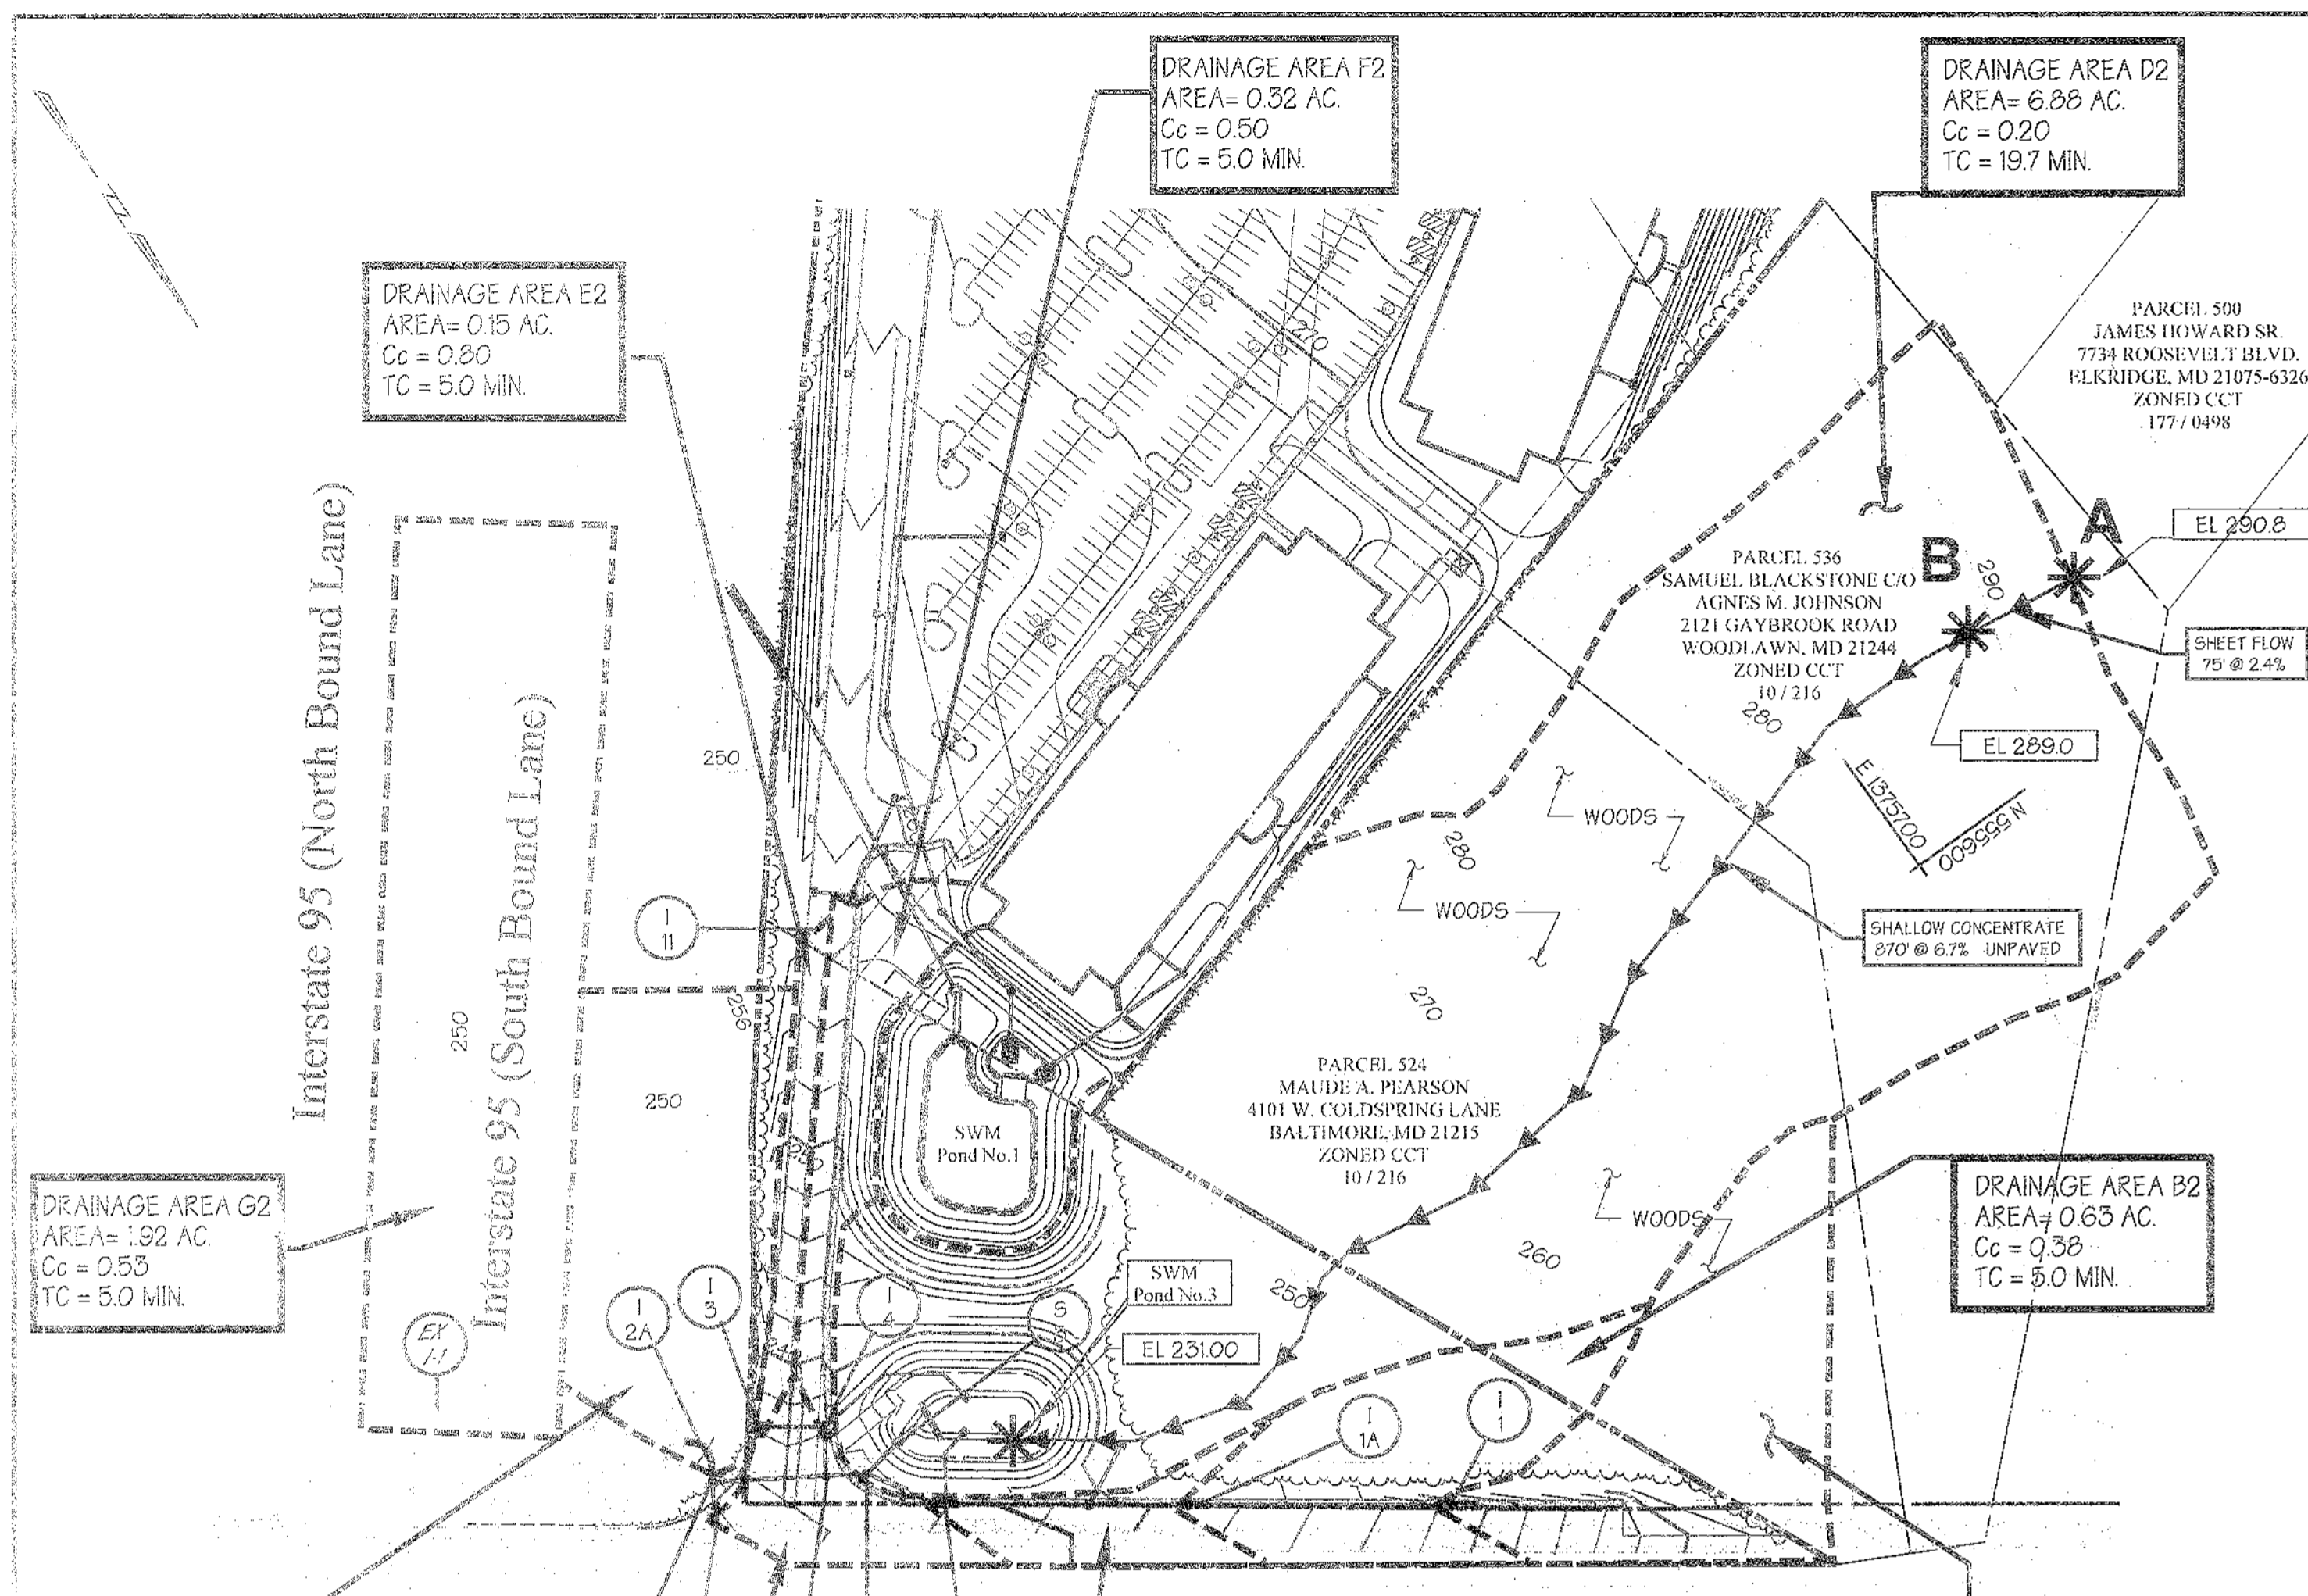 DRAINAGE AREA F2
AREA= 0.32 AC.
Cc = 0.50
TC = 5.0 MIN.
DRAINAGE AREA D2
AREA= 6.88 AC.
Cc = 0.20
TC = 19.7 MIN.
DRAINAGE AREA E2
AREA= 0.15 AC.
Cc = 0.80
TC = 5.0 MIN.
PARCEL 500
JAMES HOWARD SR.
7734 ROOSEVELT BLVD.
ELKRIDGE, MD 21075-6326
ZONED CCT
177 / 0498
270
A
EL 290.8
B
290
PARCEL 536
SAMUEL BLACKSTONE C/O
AGNES M. JOHNSON
2121 GAYBROOK ROAD
WOODLAWN, MD 21244
ZONED CCT
10 / 216
SHEET FLOW
75' @ 2.4%
280
EL 289.0
E 1375700
N 555600
Interstate 95 (North Bound Lane)
Interstate 95 (South Bound Lane)
250
WOODS
280
WOODS
I
11
SHALLOW CONCENTRATE
870' @ 6.7% UNPAVED
256
250
270
250
PARCEL 524
MAUDE A. PEARSON
4101 W. COLDSPRING LANE
BALTIMORE, MD 21215
ZONED CCT
10 / 216
SWM
Pond No.1
DRAINAGE AREA G2
AREA= 1.92 AC.
Cc = 0.53
TC = 5.0 MIN.
DRAINAGE AREA B2
AREA= 0.63 AC.
Cc = 0.38
TC = 5.0 MIN.
WOODS
260
250
SWM
Pond No.3
I
3
I
2A
I
4
S
EX
I-1
EL 231.00
I
1A
I
1